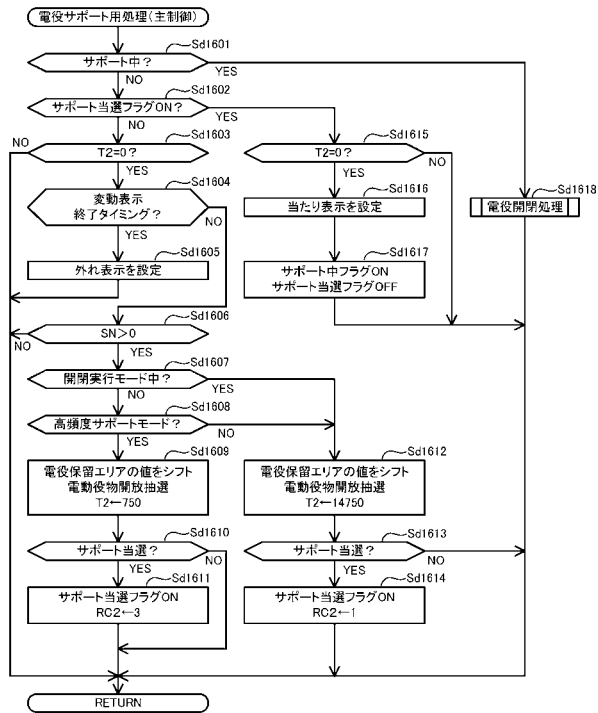 電役サポート用処理(主制御)
Sd1601
サポート中?
YES
NO
Sd1602
サポート当選フラグON?
YES
NO
Sd1603
NO
T2=0?
YES
Sd1604
変動表示
終了タイミング?
NO
YES
Sd1605
外れ表示を設定
Sd1615
T2=0?
NO
YES
Sd1616
当たり表示を設定
Sd1617
サポート中フラグON
サポート当選フラグOFF
Sd1618
電役開閉処理
Sd1606
SN>0
NO
YES
Sd1607
開閉実行モード中?
YES
NO
Sd1608
高頻度サポートモード?
NO
YES
Sd1609
電役保留エリアの値をシフト
電動役物開放抽選
T2←750
Sd1610
サポート当選?
NO
YES
Sd1611
サポート当選フラグON
RC2←3
Sd1612
電役保留エリアの値をシフト
電動役物開放抽選
T2←14750
Sd1613
サポート当選?
NO
YES
Sd1614
サポート当選フラグON
RC2←1
RETURN